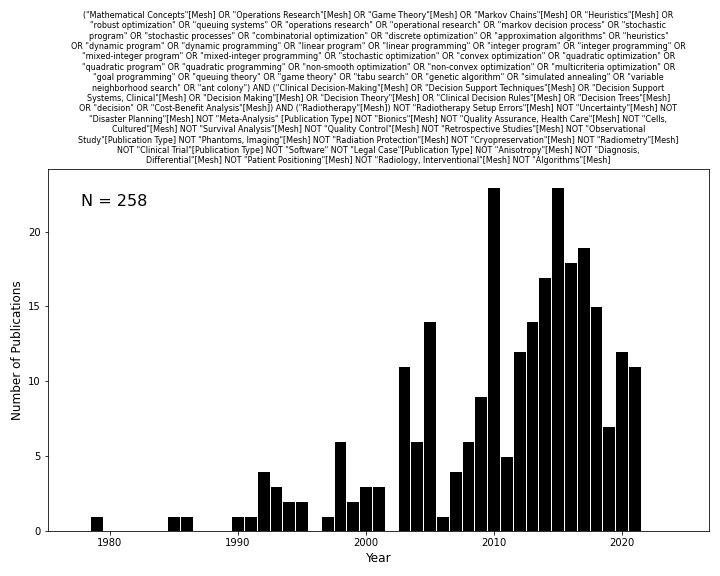 ("Mathematical Concepts"[Mesh] OR "Operations Research"[Mesh] OR "Game Theory"[Mesh] OR "Markov Chains"[Mesh] OR "Heuristics"[Mesh] OR
"robust optimization" OR "queuing systems" OR "operations research" OR "operational research" OR "markov decision process" OR "stochastic
program" OR "stochastic processes" OR "combinatorial optimization" OR "discrete optimization" OR "approximation algorithms" OR "heuristics"
OR "dynamic program" OR "dynamic programming" OR "linear program" OR "linear programming" OR "integer program" OR "integer programming" OR
"mixed-integer program" OR "mixed-integer programming" OR "stochastic optimization" OR "convex optimization" OR "quadratic optimization" OR
"quadratic program" OR "quadratic programming" OR "non-smooth optimization" OR "non-convex optimization" OR "multicriteria optimization" OR
"goal programming" OR "queuing theory" OR "game theory" OR "tabu search" OR "genetic algorithm" OR "simulated annealing" OR "variable
neighborhood search" OR "ant colony") AND ("Clinical Decision-Making"[Mesh] OR "Decision Support Techniques"[Mesh] OR "Decision Support
Systems, Clinical"[Mesh] OR "Decision Making"[Mesh] OR "Decision Theory"[Mesh] OR "Clinical Decision Rules"[Mesh] OR "Decision Trees"[Mesh]
OR "decision" OR "Cost-Benefit Analysis"[Mesh]) AND ("Radiotherapy"[Mesh]) NOT "Radiotherapy Setup Errors"[Mesh] NOT "Uncertainty"[Mesh] NOT
"Disaster Planning"[Mesh] NOT "Meta-Analysis" [Publication Type] NOT "Bionics"[Mesh] NOT "Quality Assurance, Health Care"[Mesh] NOT "Cells,
Cultured"[Mesh] NOT "Survival Analysis"[Mesh] NOT "Quality Control"[Mesh] NOT "Retrospective Studies"[Mesh] NOT "Observational
Study"[Publication Type] NOT "Phantoms, Imaging"[Mesh] NOT "Radiation Protection"[Mesh] NOT "Cryopreservation"[Mesh] NOT "Radiometry"[Mesh]
NOT "Clinical Trial"[Publication Type] NOT "Software" NOT "Legal Case"[Publication Type] NOT "Anisotropy"[Mesh] NOT "Diagnosis,
Differential"[Mesh] NOT "Patient Positioning"[Mesh] NOT "Radiology, Interventional"[Mesh] NOT "Algorithms"[Mesh]
N = 258
20
15
10
5
0
Number of Publications
1980
1990
2000
2010
2020
Year